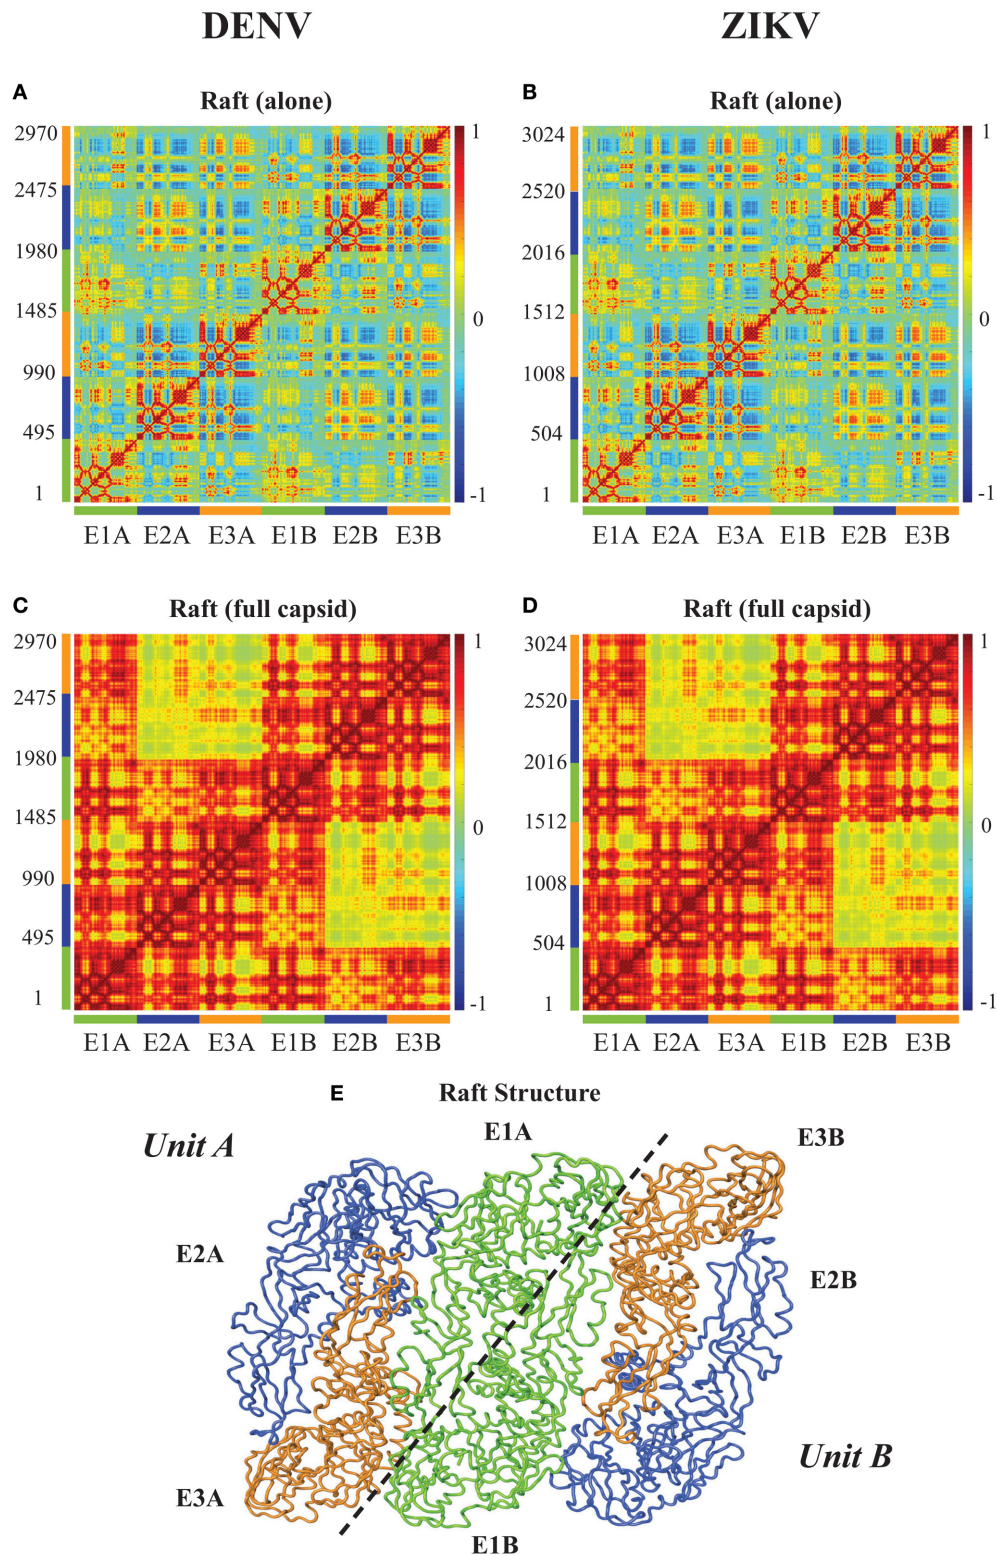 DENV
ZIKV
A
Raft (alone)
2970
2475
1980
1485
990
495
1
1
0
-1
E1A E2A E3A E1B E2B E3B
B
Raft (alone)
3024
2520
2016
1512
1008
504
1
1
0
-1
E1A E2A E3A E1B E2B E3B
C
Raft (full capsid)
2970
2475
1980
1485
990
495
1
1
0
-1
E1A E2A E3A E1B E2B E3B
D
Raft (full capsid)
3024
2520
2016
1512
1008
504
1
1
0
-1
E1A E2A E3A E1B E2B E3B
E
Raft Structure
Unit A
E1A
E3B
E2A
E2B
Unit B
E3A
E1B